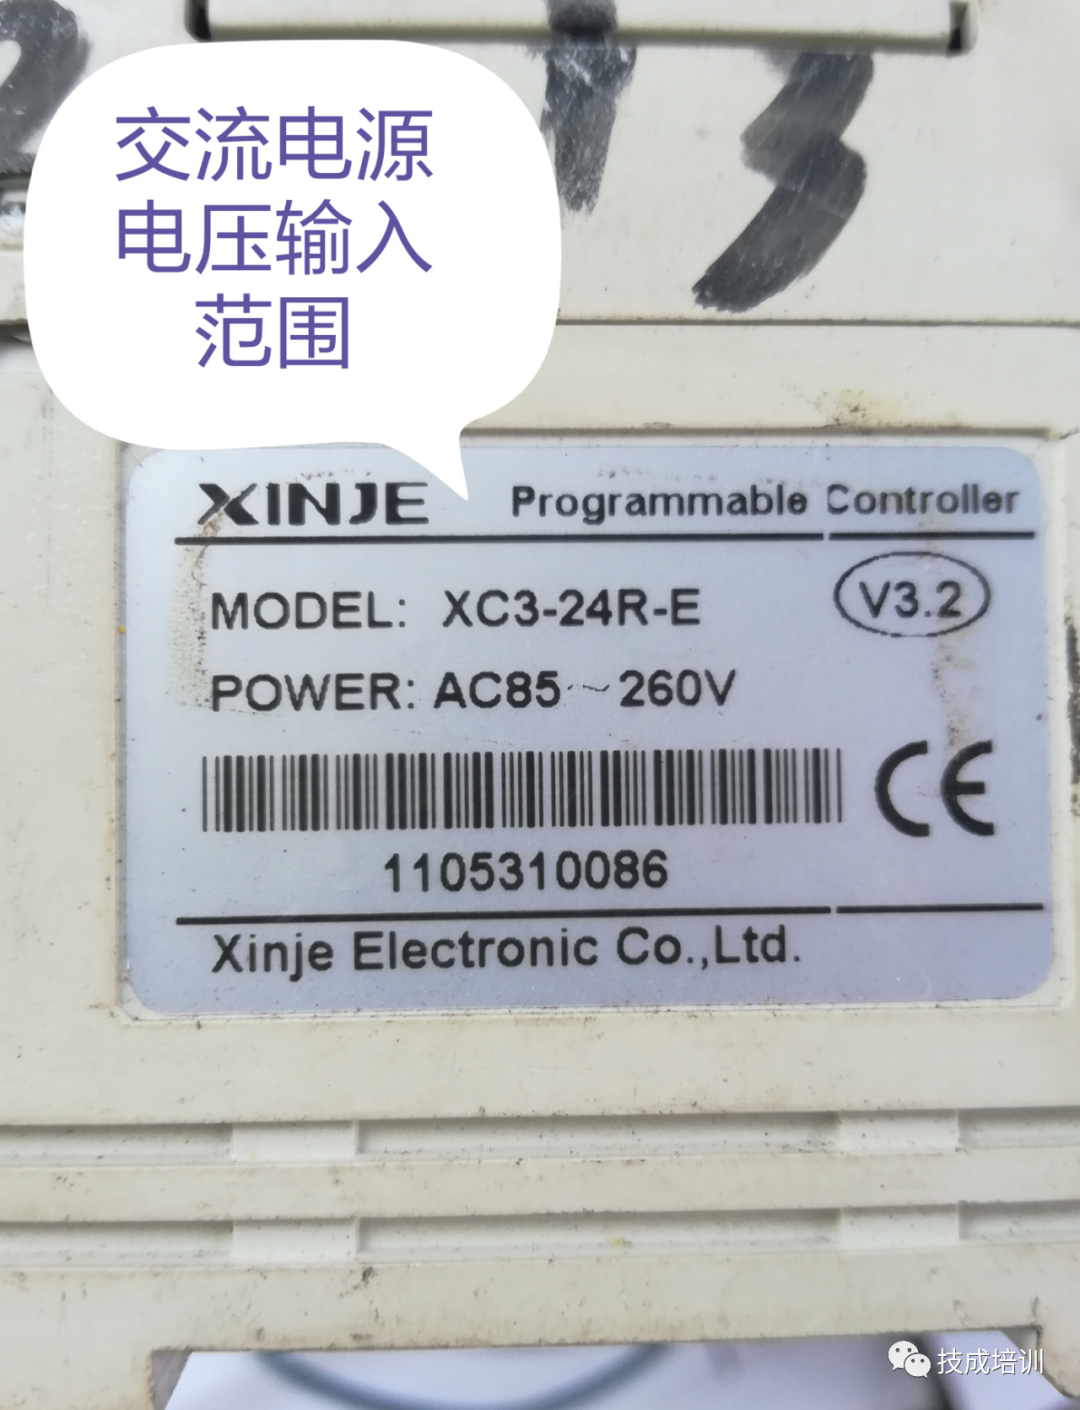 交流电源
电压输入
范围
13
XINJE Programmable Controller
MODEL: XC3-24R-E V3.2
POWER: AC85~260V
CE
1105310086
Xinje Electronic Co.,Ltd.
技成培训